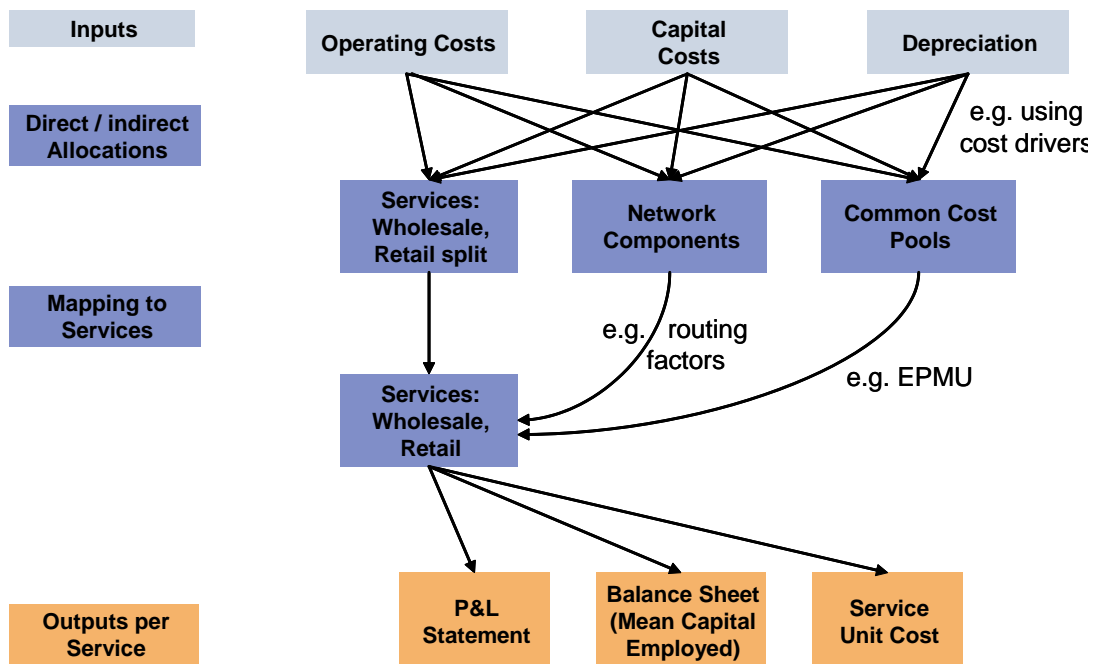 Inputs
Operating Costs
Capital
Costs
Depreciation
Direct / indirect
Allocations
e.g. using
cost drivers
Services:
Wholesale,
Retail split
Network
Components
Common Cost
Pools
Mapping to
Services
e.g. routing
factors
e.g. EPMU
Services:
Wholesale,
Retail
Outputs per
Service
P&L
Statement
Balance Sheet
(Mean Capital
Employed)
Service
Unit Cost